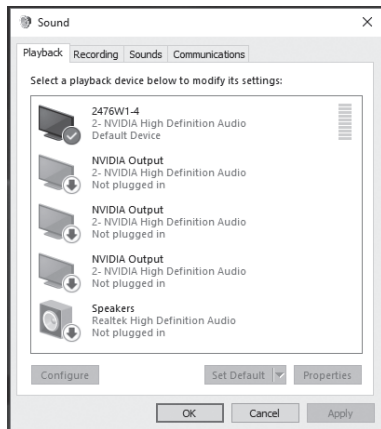 Sound
Playback Recording Sounds Communications
Select a playback device below to modify its settings:
2476W1-4
2- NVIDIA High Definition Audio
Default Device
NVIDIA Output
2- NVIDIA High Definition Audio
Not plugged in
NVIDIA Output
2- NVIDIA High Definition Audio
Not plugged in
NVIDIA Output
2- NVIDIA High Definition Audio
Not plugged in
Speakers
Realtek High Definition Audio
Not plugged in
Configure Set Default Properties
OK Cancel Apply